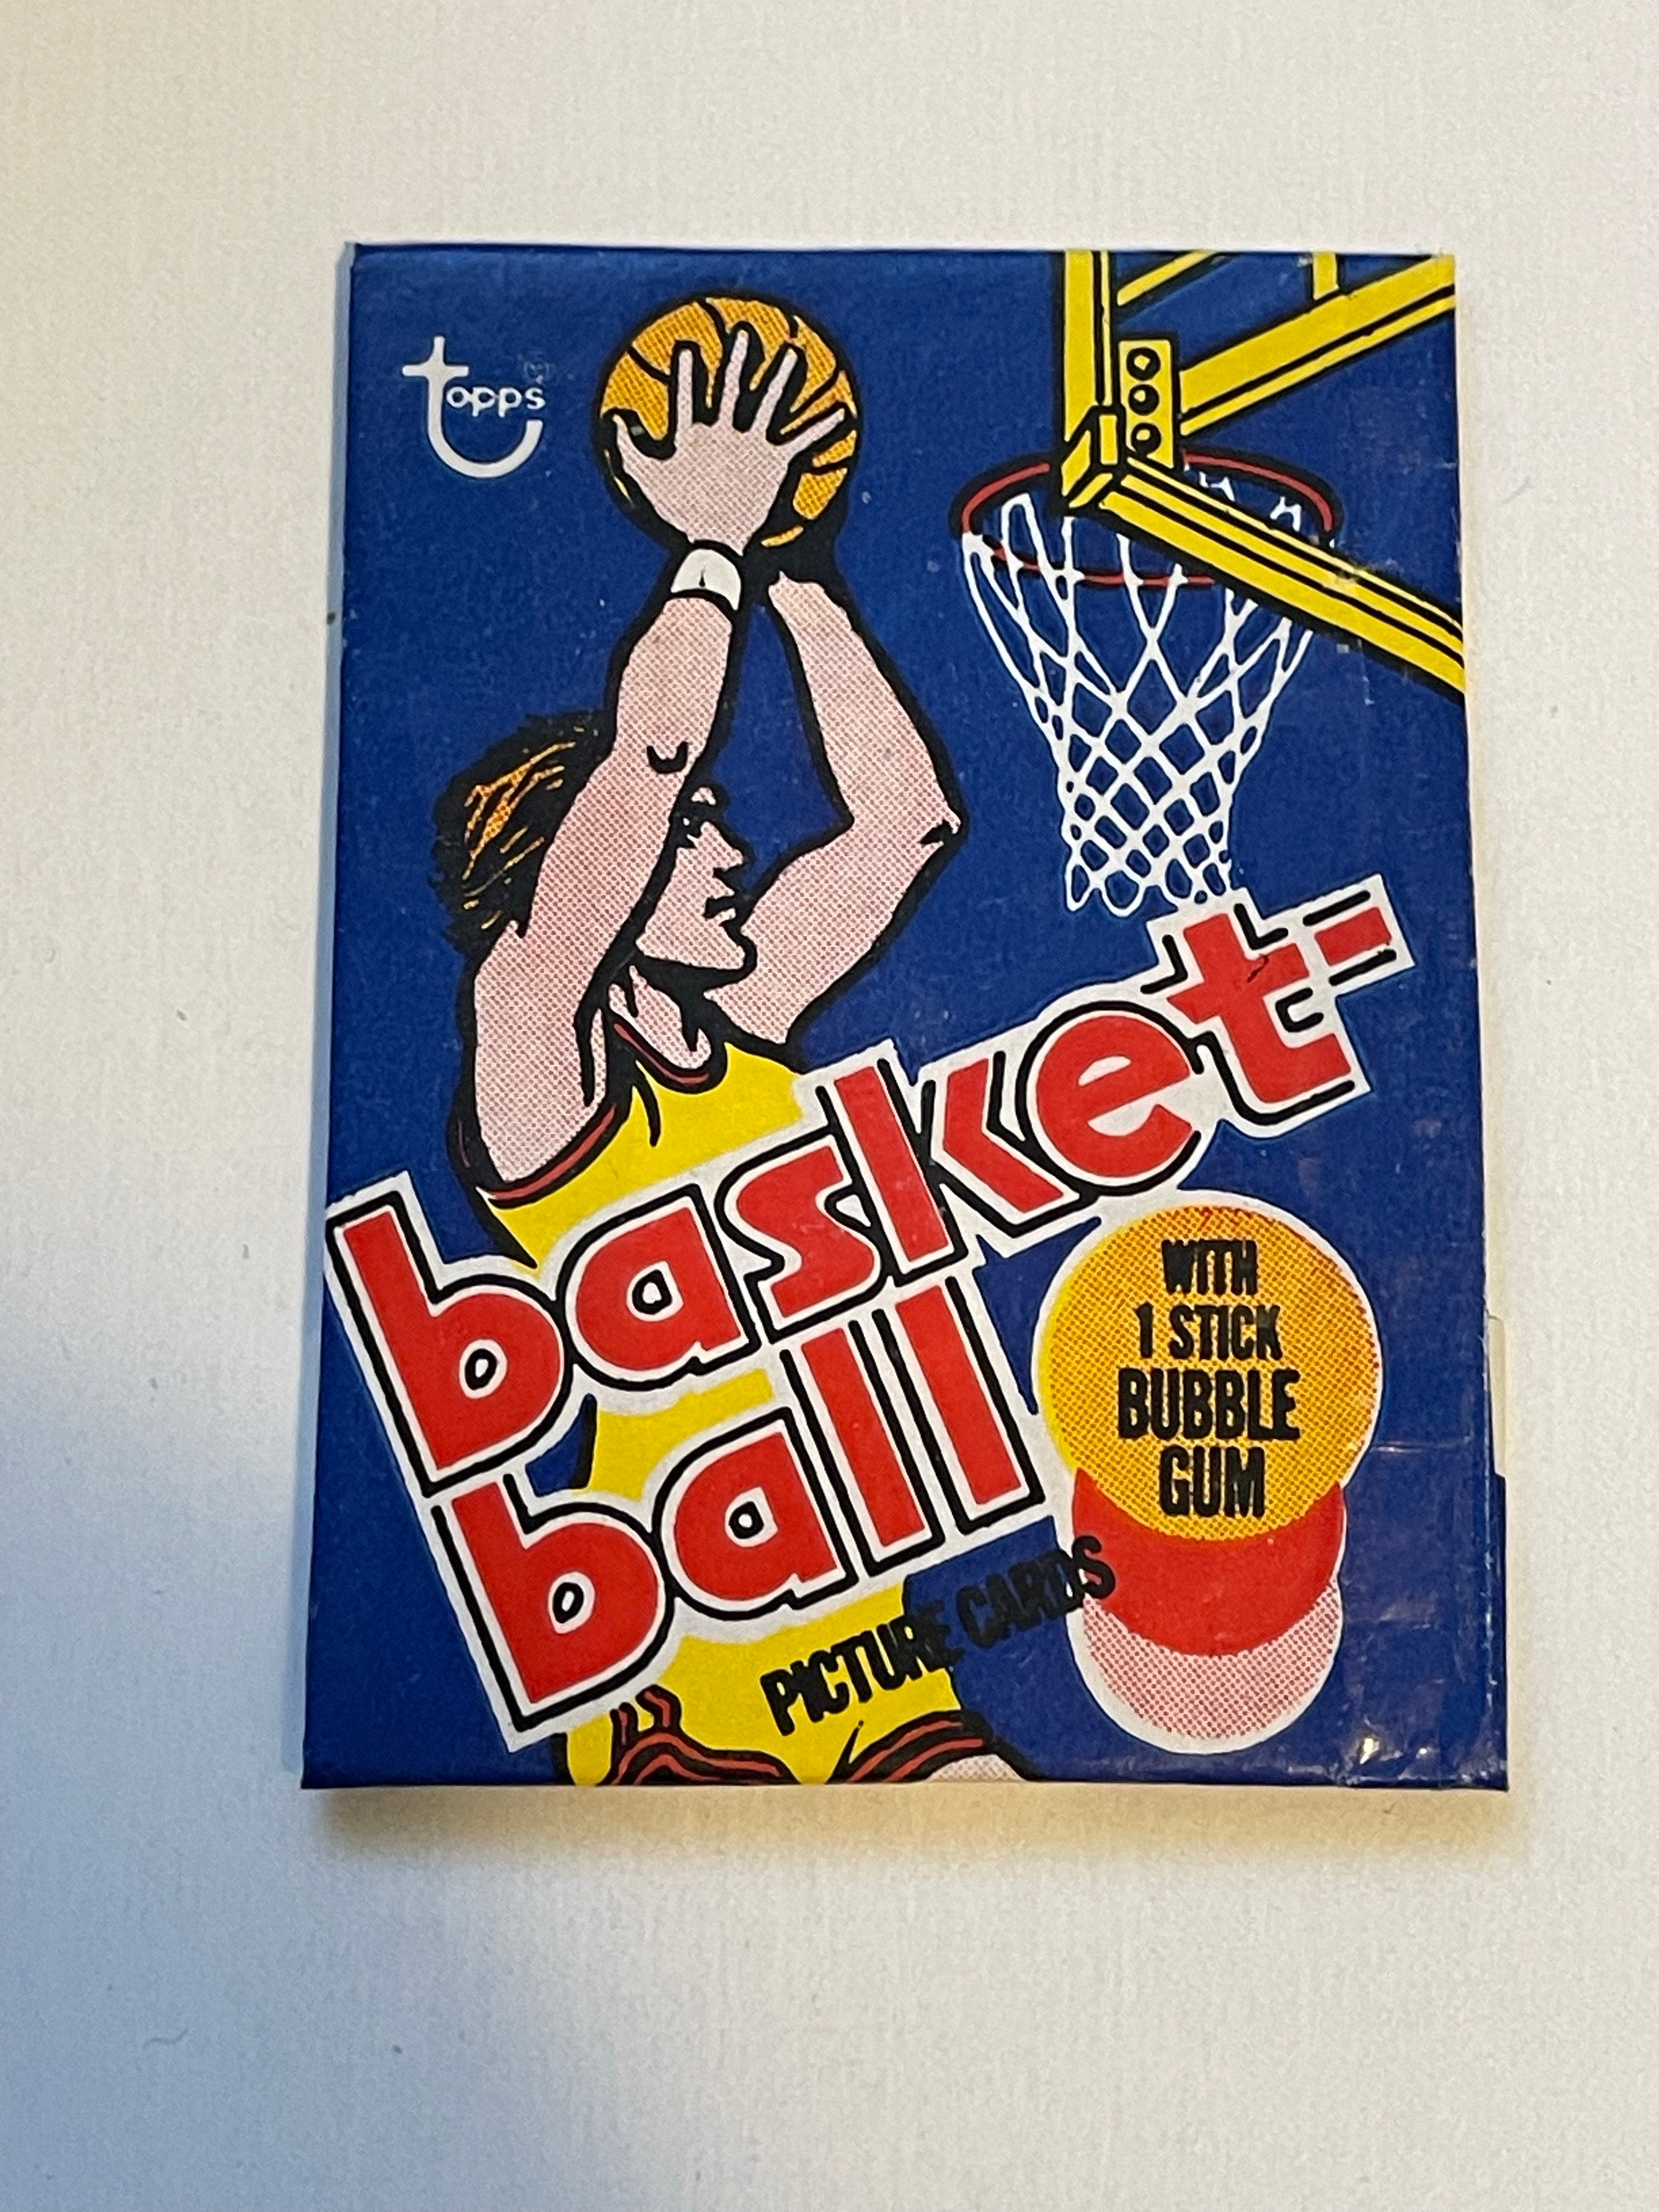 topps
basket-
ball
PICTURE CARDS
WITH
1 STICK
BUBBLE
GUM